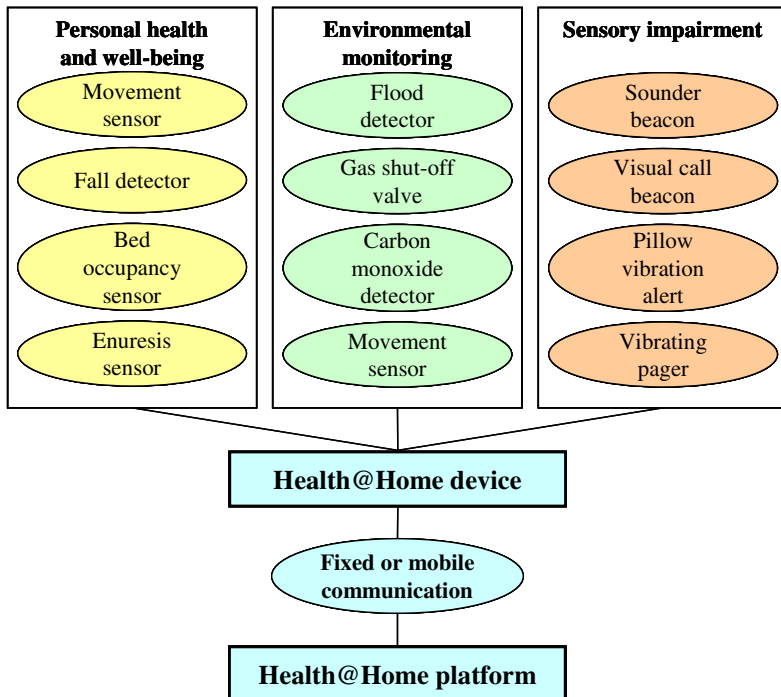 Personal health
and well-being
Movement
sensor
Fall detector
Bed
occupancy
sensor
Enuresis
sensor
Environmental
monitoring
Flood
detector
Gas shut-off
valve
Carbon
monoxide
detector
Movement
sensor
Sensory impairment
Sounder
beacon
Visual call
beacon
Pillow
vibration
alert
Vibrating
pager
Health@Home device
Fixed or mobile
communication
Health@Home platform